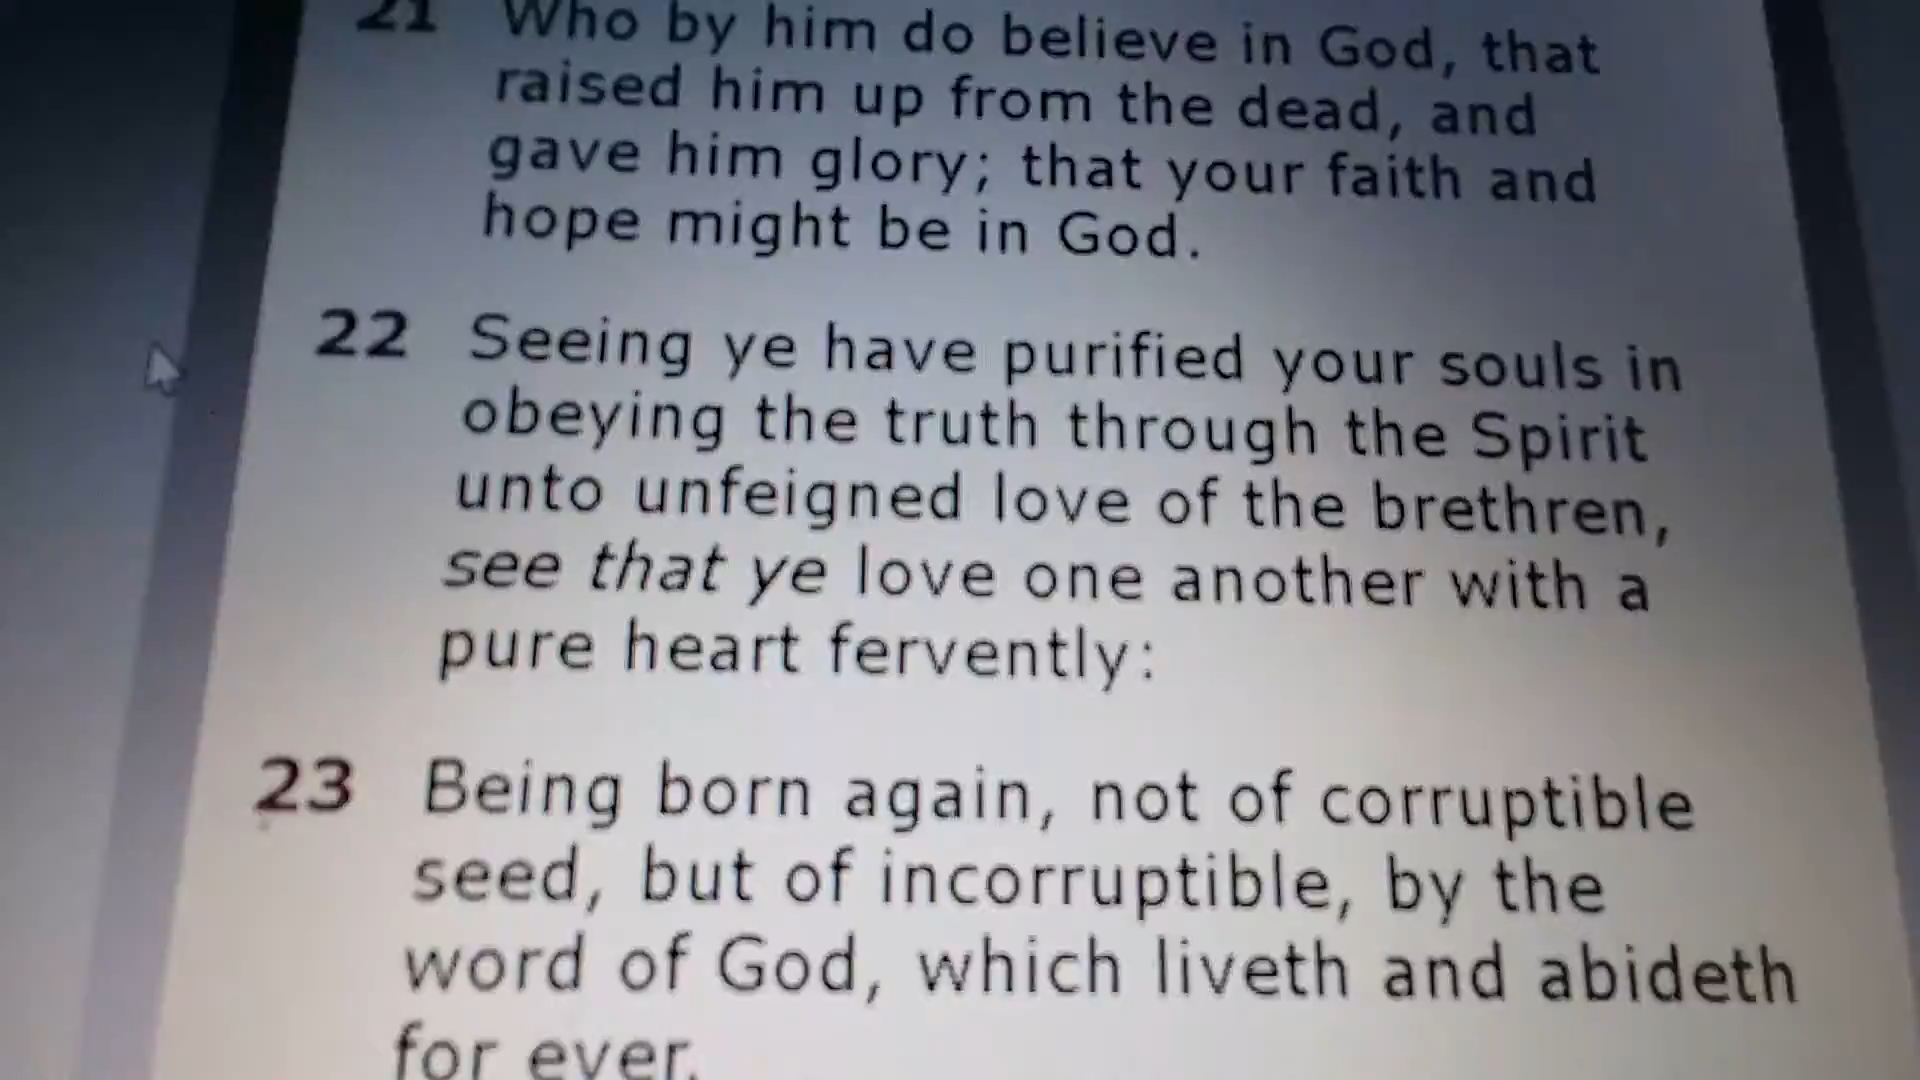 21 Who by him do believe in God, that
raised him up from the dead, and
gave him glory; that your faith and
hope might be in God.
22 Seeing ye have purified your souls in
obeying the truth through the Spirit
unto unfeigned love of the brethren,
see that ye love one another with a
pure heart fervently:
23 Being born again, not of corruptible
seed, but of incorruptible, by the
word of God, which liveth and abideth
for ever.